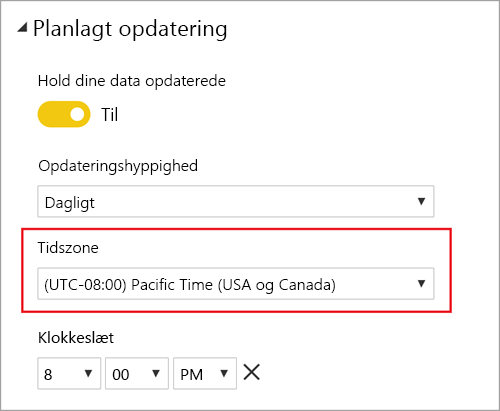 Planlagt opdatering
Hold dine data opdaterede
Til
Opdateringshyppighed
Dagligt
Tidszone
(UTC-08:00) Pacific Time (USA og Canada)
Klokkeslæt
8 00 PM